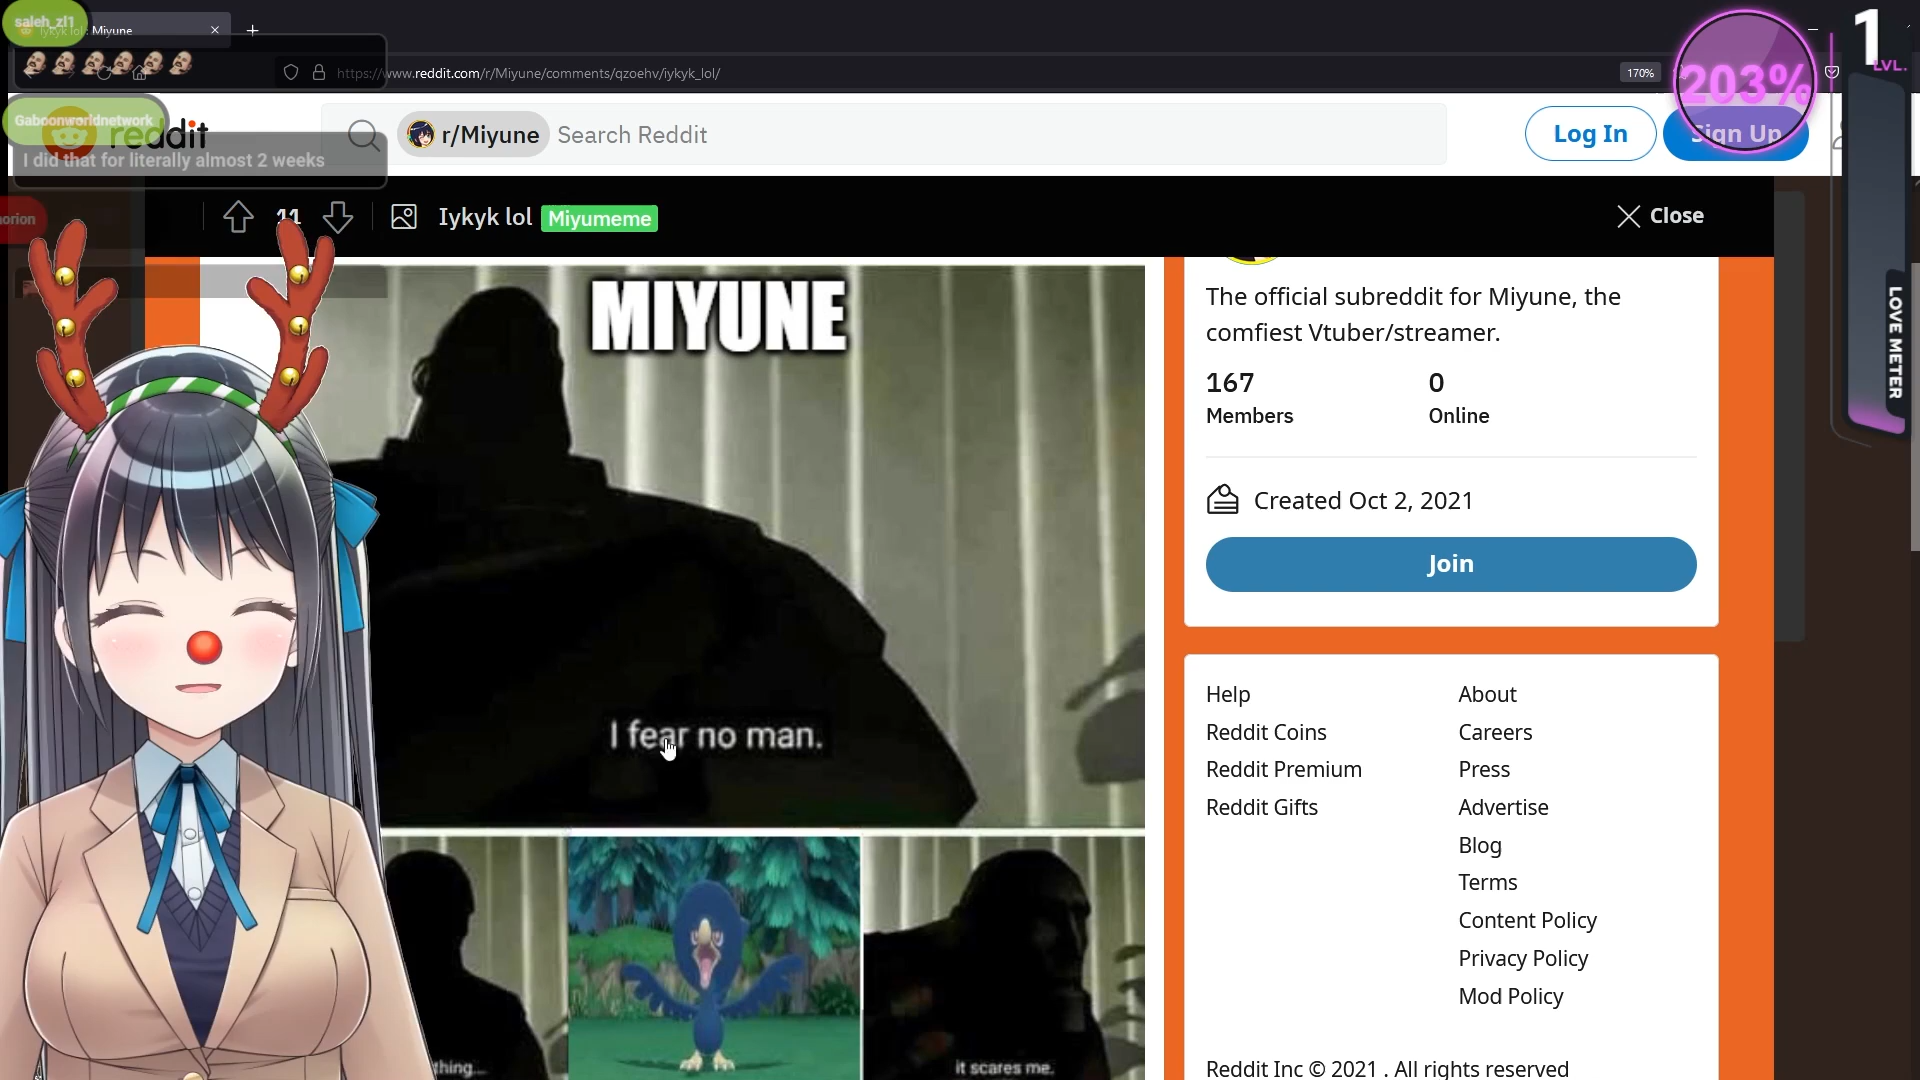 saleh_zl1
Iykyk lol : Miyune
https://www.reddit.com/r/Miyune/comments/qzoehv/iykyk_lol/
170%
203%
1
LVL.
Gaboonworldnetwork
reddit
I did that for literally almost 2 weeks
r/Miyune
Search Reddit
Log In
Sign Up
11
Iykyk lol
Miyumeme
Close
LOVE METER
MIYUNE
I fear no man.
thing...
it scares me.
The official subreddit for Miyune, the
comfiest Vtuber/streamer.
167
0
Members
Online
Created Oct 2, 2021
Join
Help
About
Reddit Coins
Careers
Reddit Premium
Press
Reddit Gifts
Advertise
Blog
Terms
Content Policy
Privacy Policy
Mod Policy
Reddit Inc © 2021 . All rights reserved